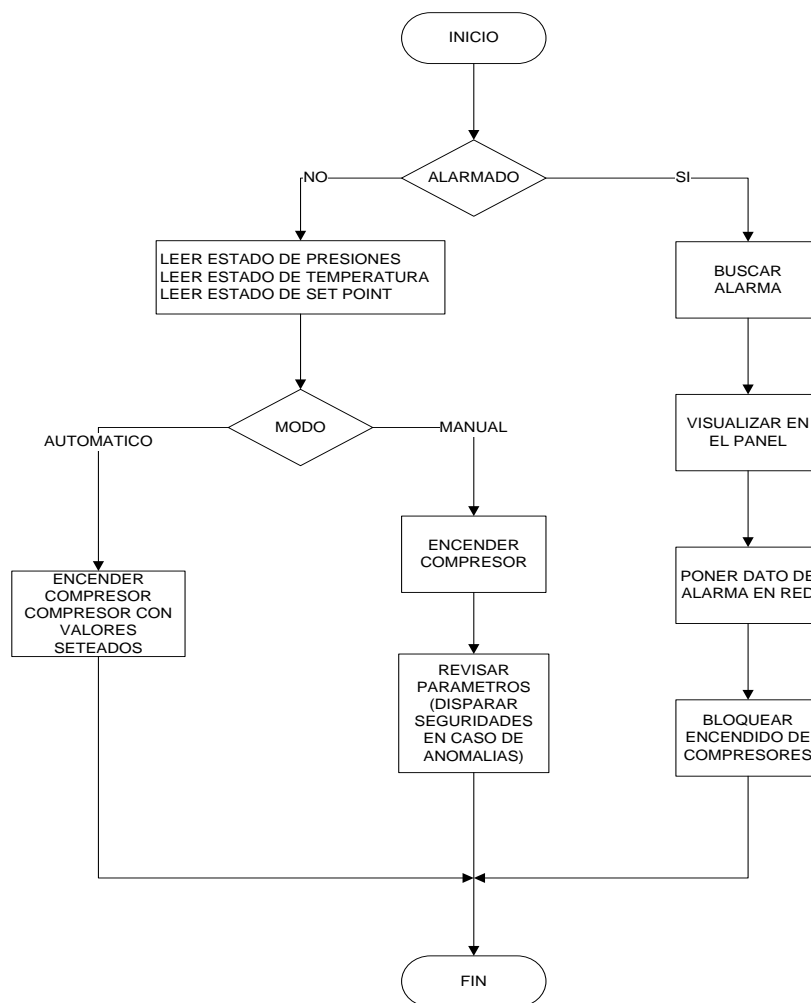 INICIO
ALARMADO
NO
SI
LEER ESTADO DE PRESIONES
LEER ESTADO DE TEMPERATURA
LEER ESTADO DE SET POINT
BUSCAR
ALARMA
MODO
AUTOMATICO
MANUAL
VISUALIZAR EN
EL PANEL
ENCENDER
COMPRESOR
ENCENDER
COMPRESOR
COMPRESOR CON
VALORES
SETEADOS
PONER DATO DE
ALARMA EN RED
REVISAR
PARAMETROS
(DISPARAR
SEGURIDADES
EN CASO DE
ANOMALIAS)
BLOQUEAR
ENCENDIDO DE
COMPRESORES
FIN